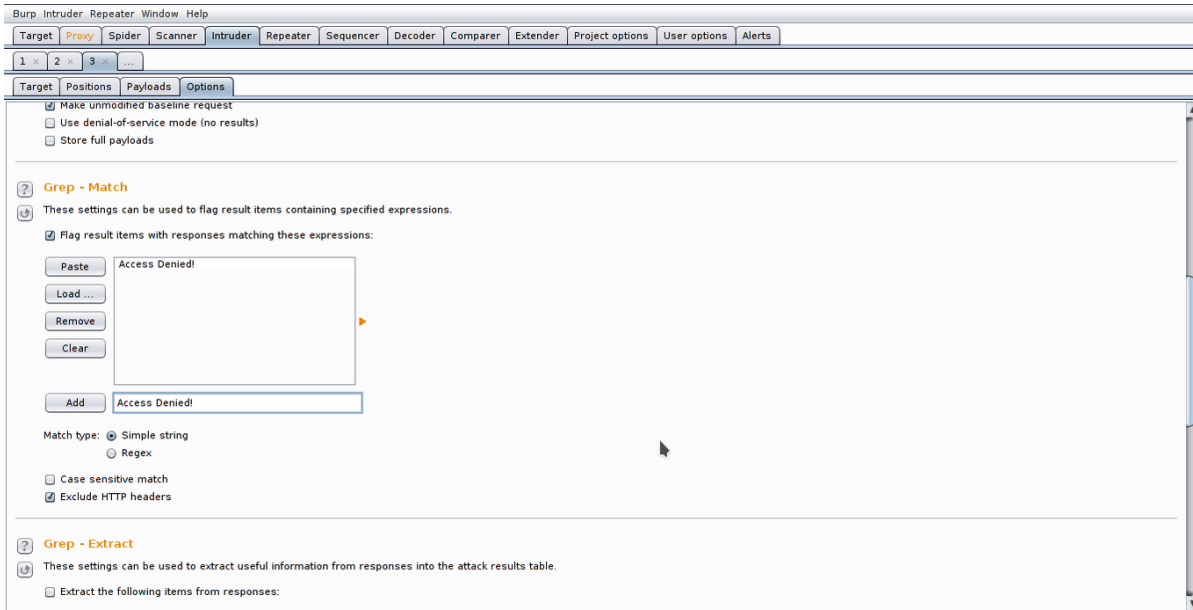 Burp Intruder Repeater Window Help
Target Proxy Spider Scanner Intruder Repeater Sequencer Decoder Comparer Extender Project options User options Alerts
1 × 2 × 3 × ...
Target Positions Payloads Options
Make unmodified baseline request
Use denial-of-service mode (no results)
Store full payloads
? Grep - Match
These settings can be used to flag result items containing specified expressions.
Flag result items with responses matching these expressions:
Paste Access Denied!
Load ...
Remove
Clear
Add Access Denied!
Match type: Simple string
Regex
Case sensitive match
Exclude HTTP headers
? Grep - Extract
These settings can be used to extract useful information from responses into the attack results table.
Extract the following items from responses: